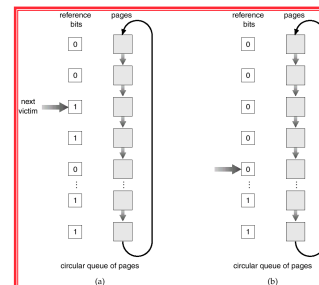 reference bits
pages
reference bits
pages
0
0
0
0
next victim
1
0
1
0
0
0
⋮
⋮
⋮
⋮
1
1
1
1
circular queue of pages
circular queue of pages
(a)
(b)